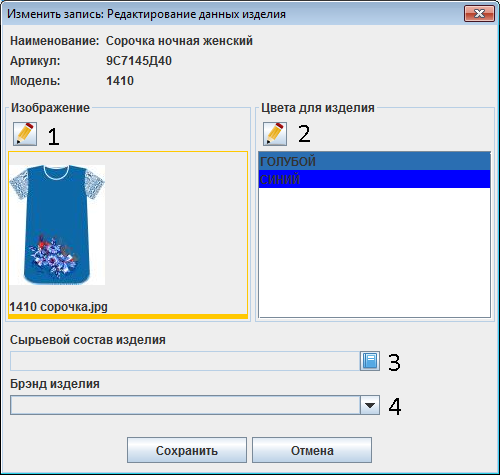 Изменить запись: Редактирование данных изделия
Наименование: Сорочка ночная женский
Артикул: 9С7145Д40
Модель: 1410
Изображение
1
1410 сорочка.jpg
Цвета для изделия
2
ГОЛУБОЙ
СИНИЙ
Сырьевой состав изделия
3
Брэнд изделия
4
Сохранить Отмена